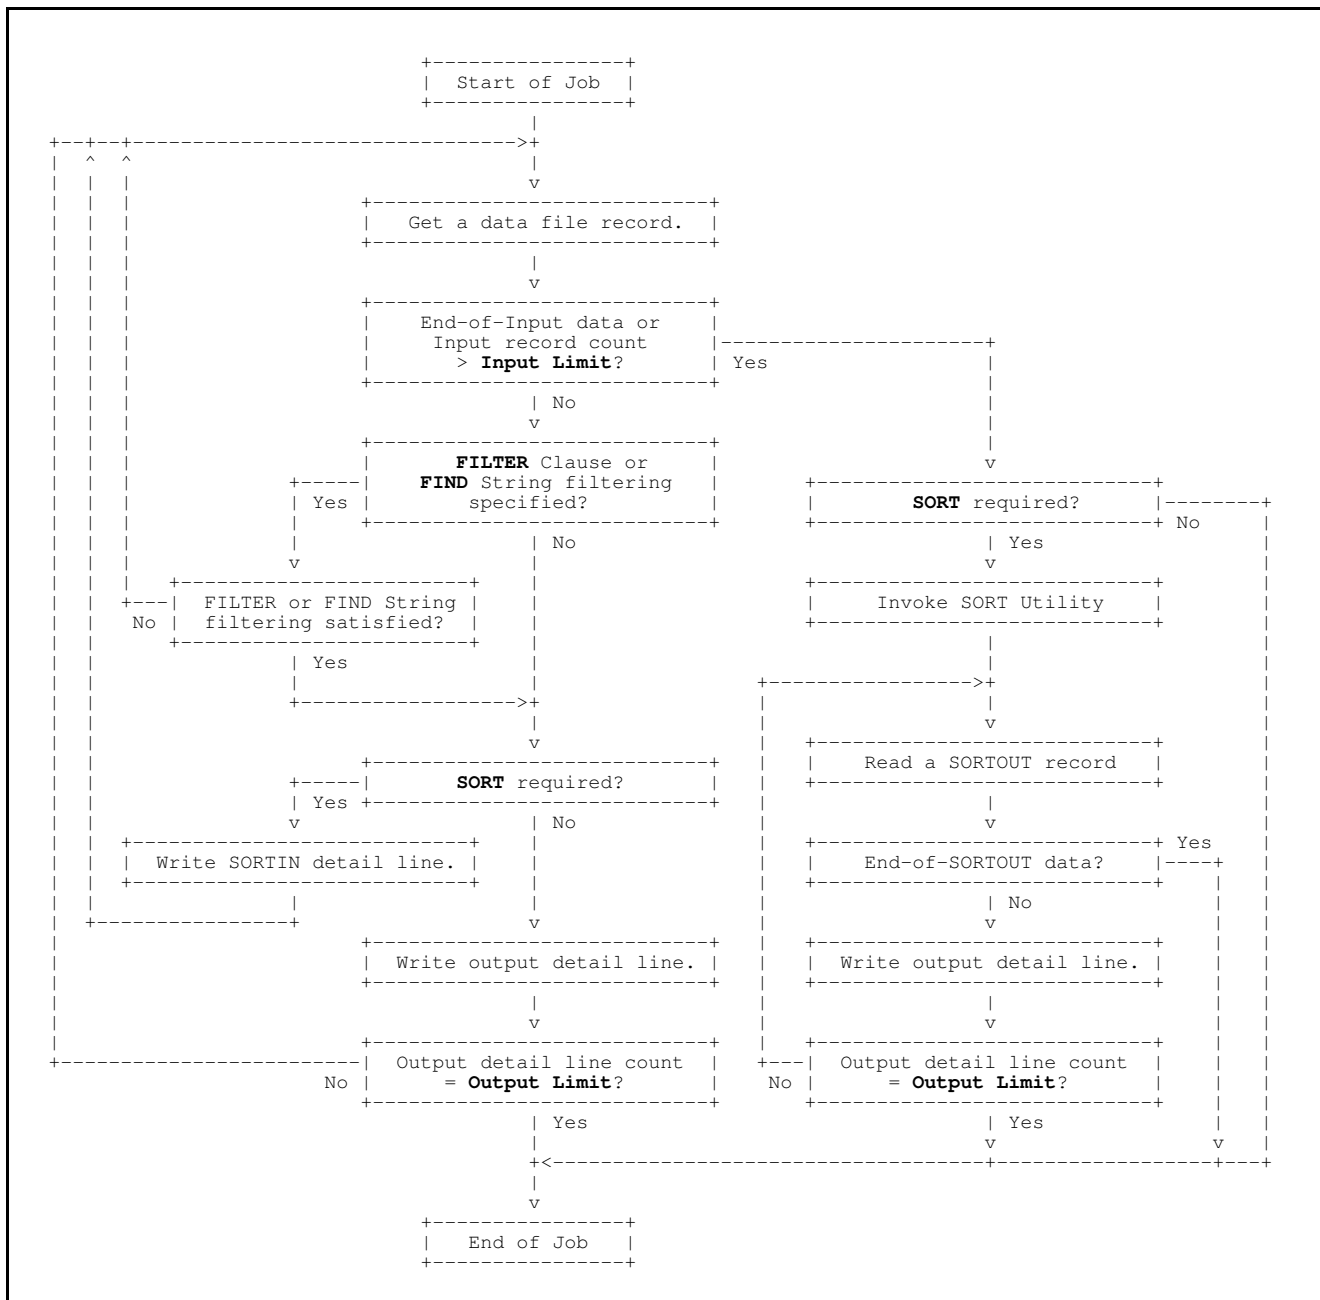 Start of Job
Get a data file record.
End-of-Input data or
Input record count
> Input Limit?
Yes
No
FILTER Clause or
FIND String filtering
specified?
Yes
No
SORT required?
No
Yes
FILTER or FIND String
filtering satisfied?
No
Yes
Invoke SORT Utility
SORT required?
Yes
No
Read a SORTOUT record
Write SORTIN detail line.
End-of-SORTOUT data?
Yes
No
Write output detail line.
Write output detail line.
Output detail line count
= Output Limit?
No
Yes
Output detail line count
= Output Limit?
No
Yes
End of Job